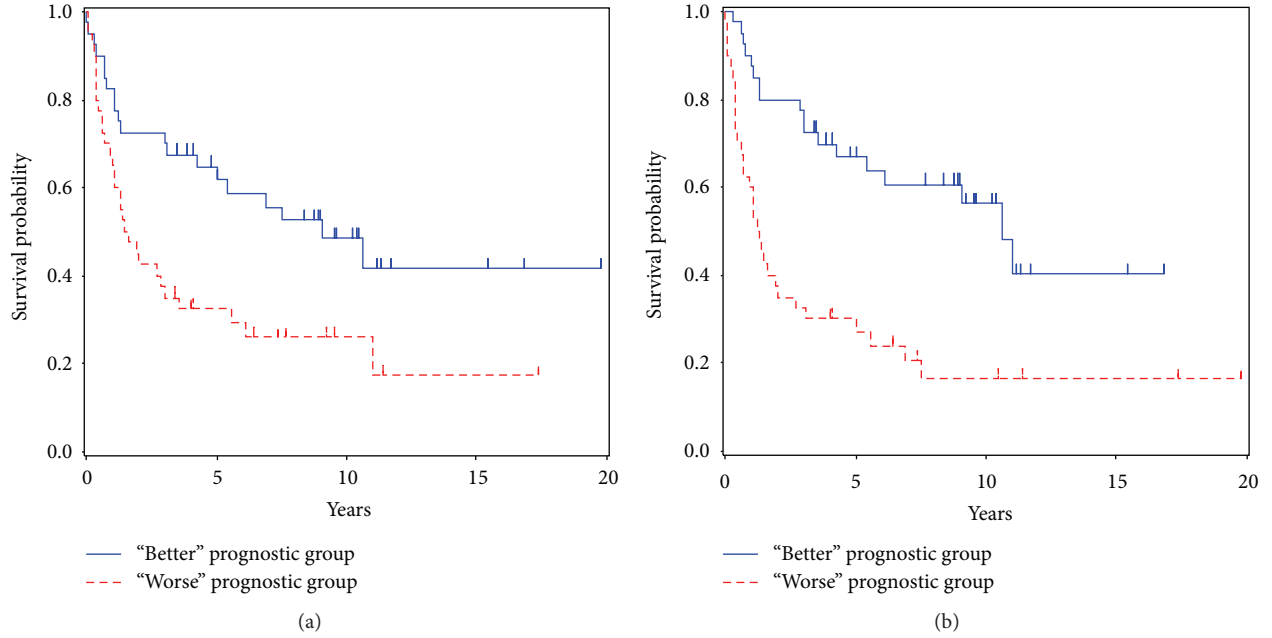 1.0
0.8
0.6
0.4
0.2
0.0
Survival probability
0 5 10 15 20
Years
“Better” prognostic group
“Worse” prognostic group
(a)
1.0
0.8
0.6
0.4
0.2
0.0
Survival probability
0 5 10 15 20
Years
“Better” prognostic group
“Worse” prognostic group
(b)